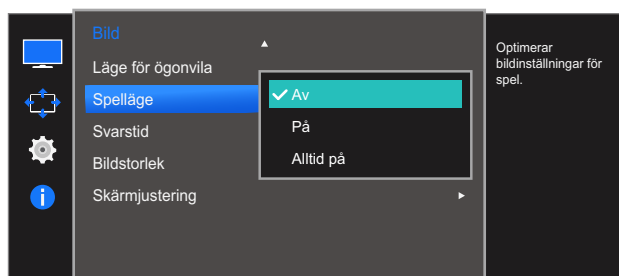 Bild
Läge för ögonvila
Spelläge
Svarstid
Bildstorlek
Skärmjustering
Av
På
Alltid på
Optimerar
bildinställningar för
spel.